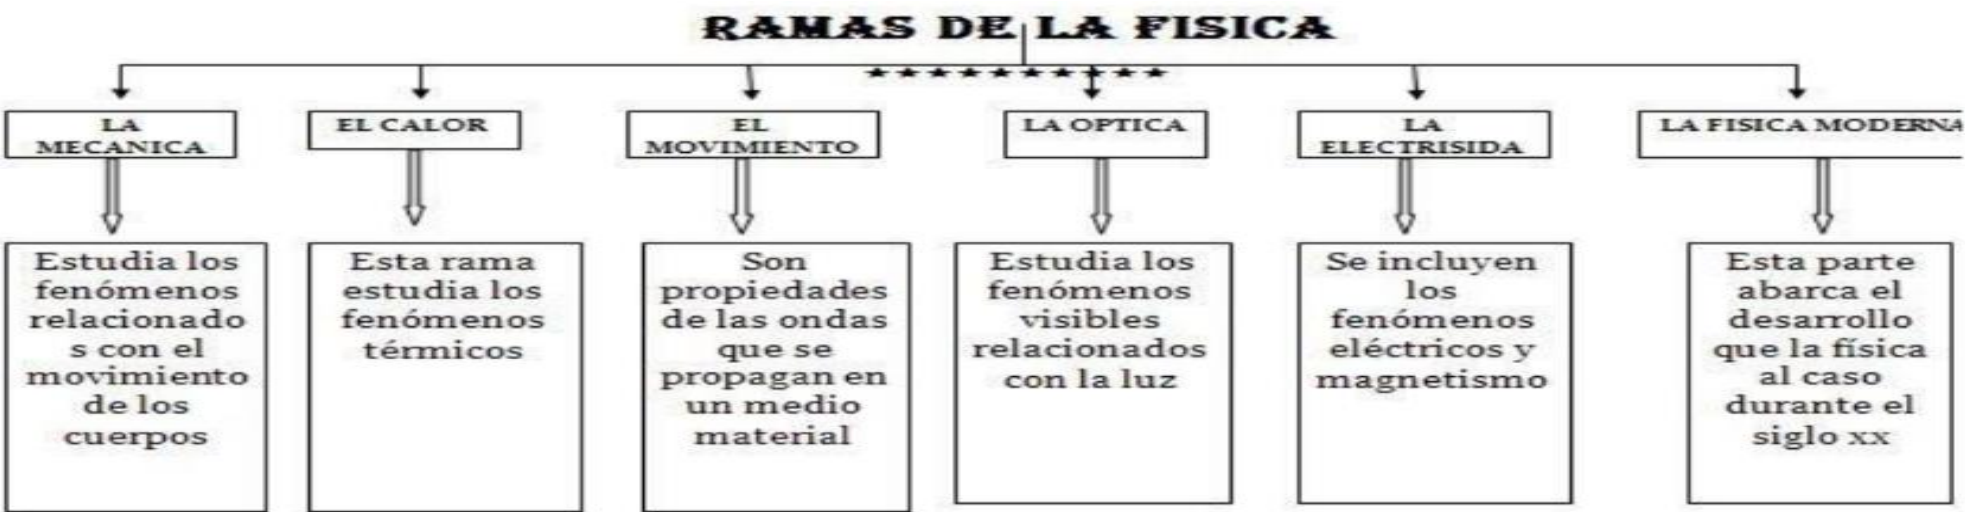 RAMAS DE LA FISICA
LA
MECANICA
EL CALOR
EL
MOVIMIENTO
LA OPTICA
LA
ELECTRISIDA
LA FISICA MODERNA
Estudia los
fenómenos
relacionado
s con el
movimiento
de los
cuerpos
Esta rama
estudia los
fenómenos
térmicos
Son
propiedades
de las ondas
que se
propagan en
un medio
material
Estudia los
fenómenos
visibles
relacionados
con la luz
Se incluyen
los
fenómenos
eléctricos y
magnetismo
Esta parte
abarca el
desarrollo
que la física
al caso
durante el
siglo xx